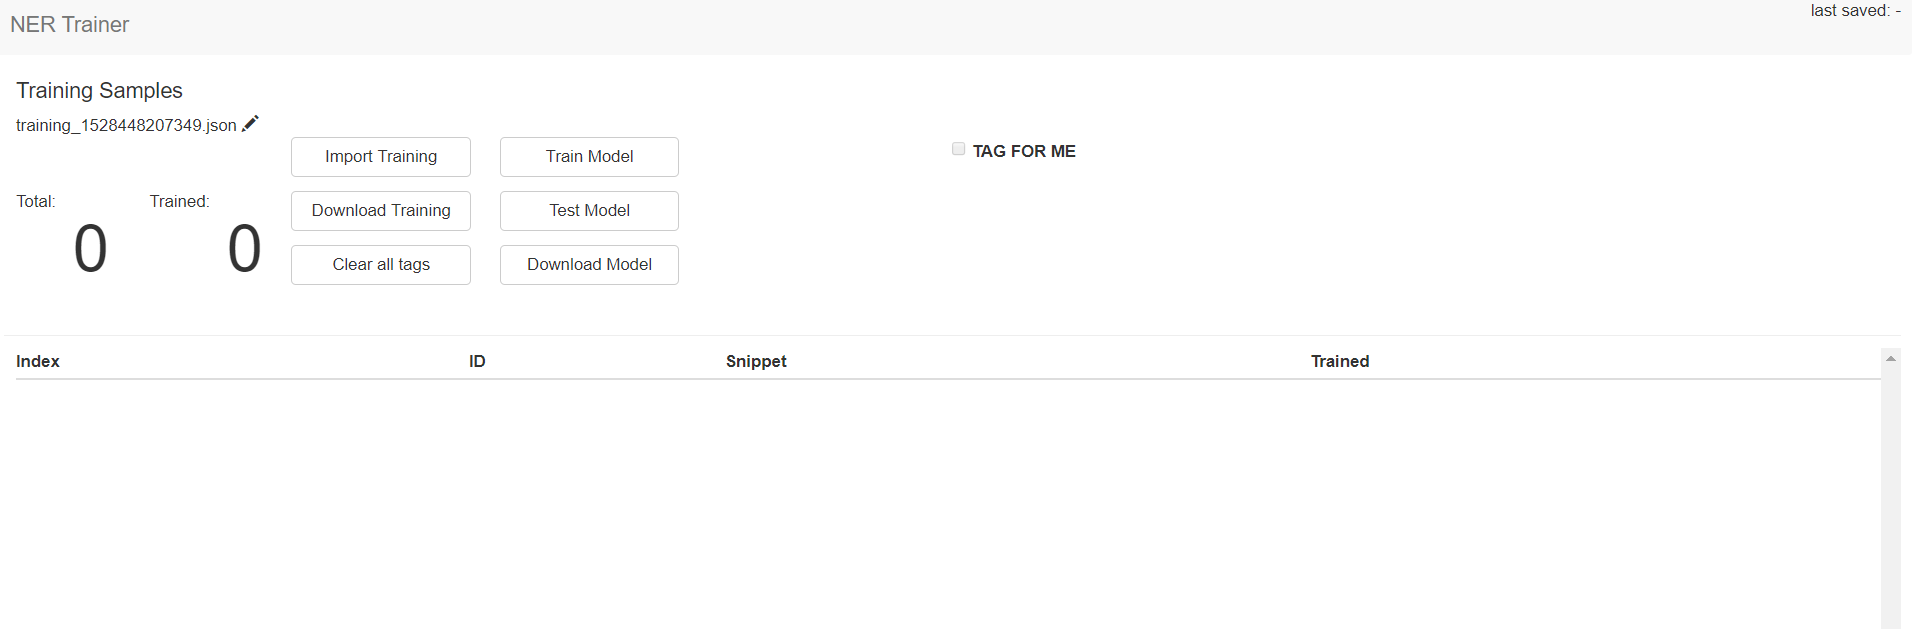 NER Trainer
last saved: -
Training Samples
training_1528448207349.json
Import Training
Train Model
TAG FOR ME
Total:
Trained:
Download Training
Test Model
0
0
Clear all tags
Download Model
Index
ID
Snippet
Trained